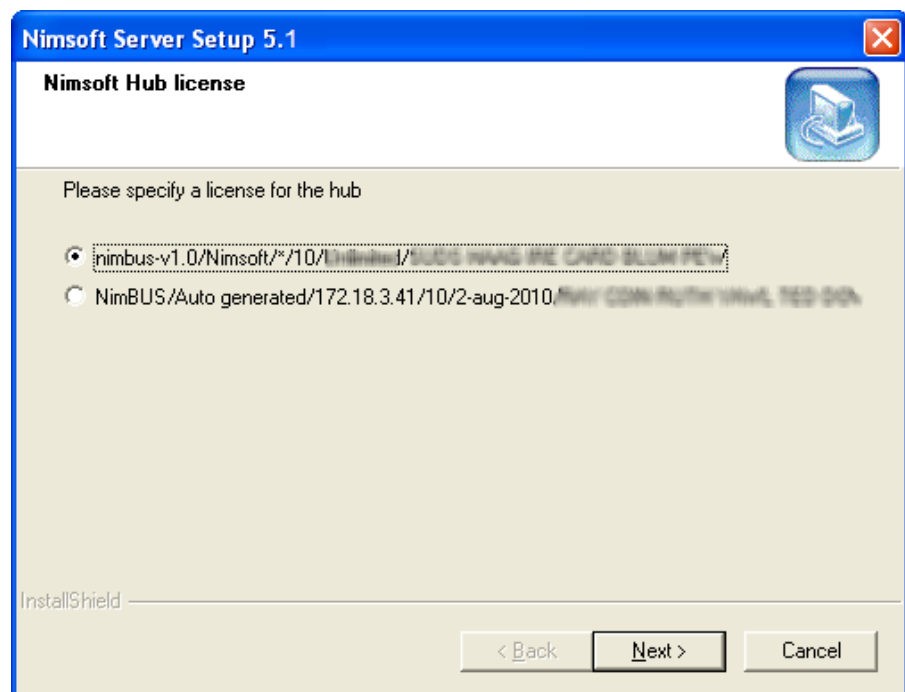 Nimsoft Server Setup 5.1
Nimsoft Hub license
Please specify a license for the hub
nimbus-v1.0/Nimsoft/*/10/
NimBUS/Auto generated/172.18.3.41/10/2-aug-2010
InstallShield
< Back Next > Cancel